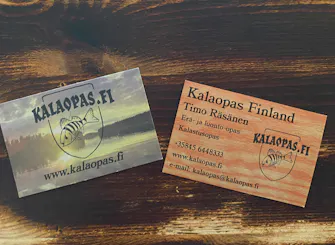 KALAOPAS.FI
www.kalaopas.fi
Kalaopas Finland
Timo Räsänen
Erä- ja luonto-opas
Kalastusopas
+35845 6448333
www.kalaopas.fi
e-mail. kalaopas@kalaopas.fi
KALAOPAS.FI